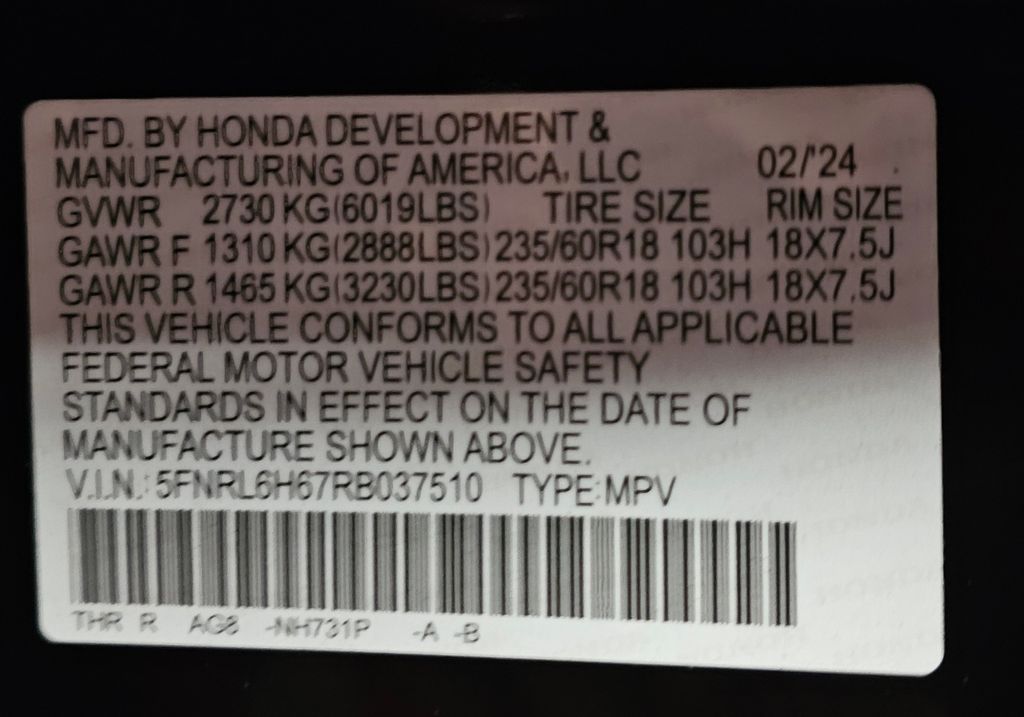 MFD. BY HONDA DEVELOPMENT &
MANUFACTURING OF AMERICA, LLC 02/'24
GVWR 2730 KG(6019LBS) TIRE SIZE RIM SIZE
GAWR F 1310 KG(2888LBS) 235/60R18 103H 18X7.5J
GAWR R 1465 KG(3230LBS) 235/60R18 103H 18X7.5J
THIS VEHICLE CONFORMS TO ALL APPLICABLE
FEDERAL MOTOR VEHICLE SAFETY
STANDARDS IN EFFECT ON THE DATE OF
MANUFACTURE SHOWN ABOVE.
V.I.N.: 5FNRL6H67RB037510 TYPE:MPV
THR R AG8 -NH731P -A -B